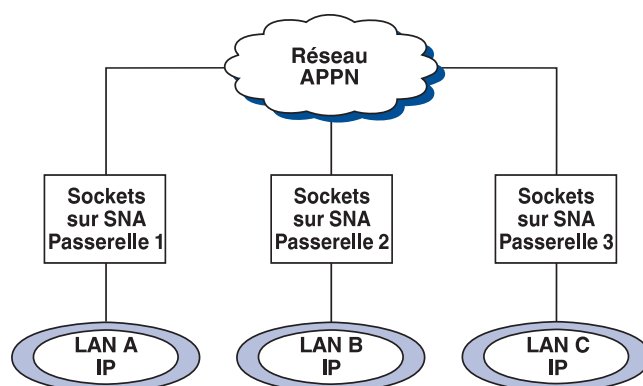 Réseau
APPN
Sockets
sur SNA
Passerelle 1
Sockets
sur SNA
Passerelle 2
Sockets
sur SNA
Passerelle 3
LAN A
IP
LAN B
IP
LAN C
IP